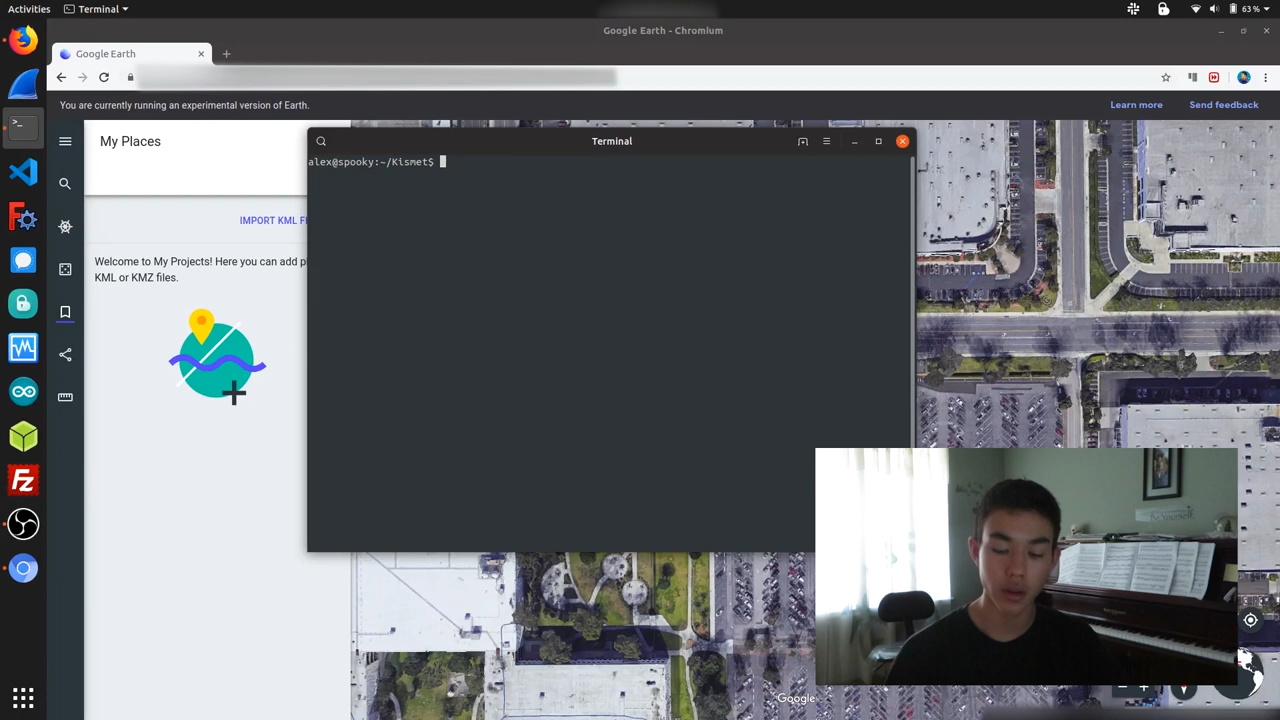 Activities
Terminal
63 %
Google Earth - Chromium
Google Earth
You are currently running an experimental version of Earth.
Learn more
Send feedback
My Places
Terminal
alex@spooky:~/Kismet$
IMPORT KML FI
Welcome to My Projects! Here you can add p
KML or KMZ files.
Google